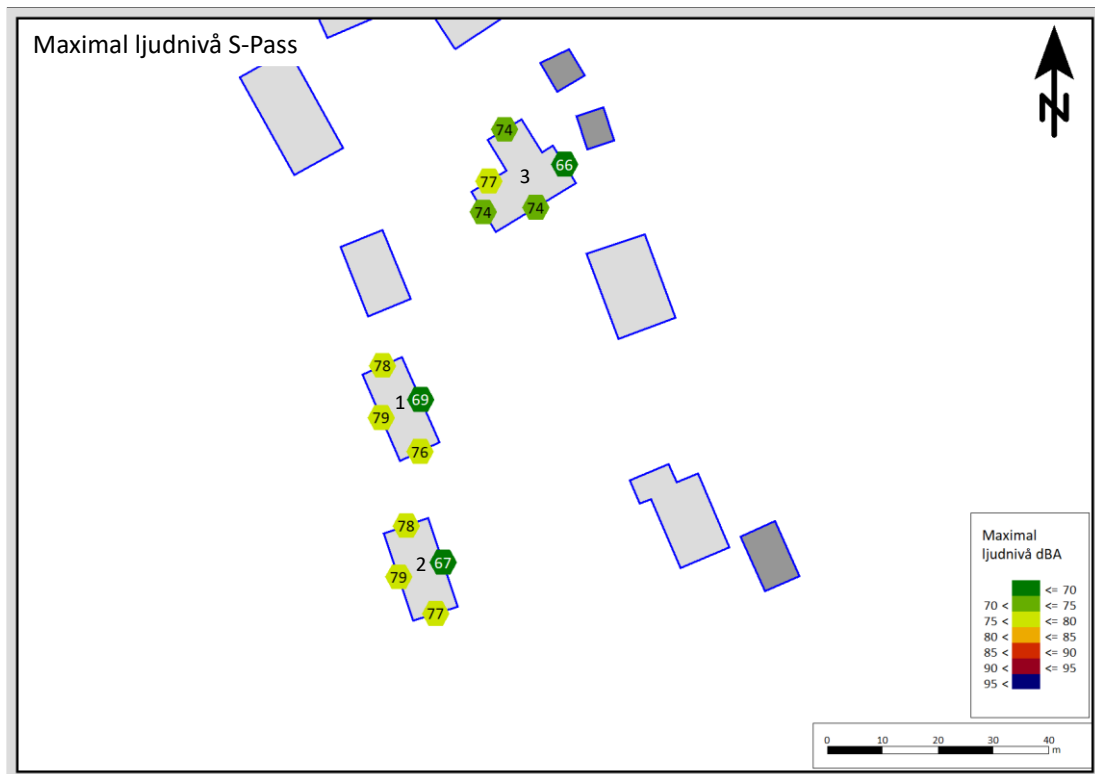 Maximal ljudnivå S-Pass
N
74
66
3
77
74
74
78
1
69
79
76
78
2
67
79
77
Maximal
ljudnivå dBA
<= 70
70 < <= 75
75 < <= 80
80 < <= 85
85 < <= 90
90 < <= 95
95 <
0 10 20 30 40
m